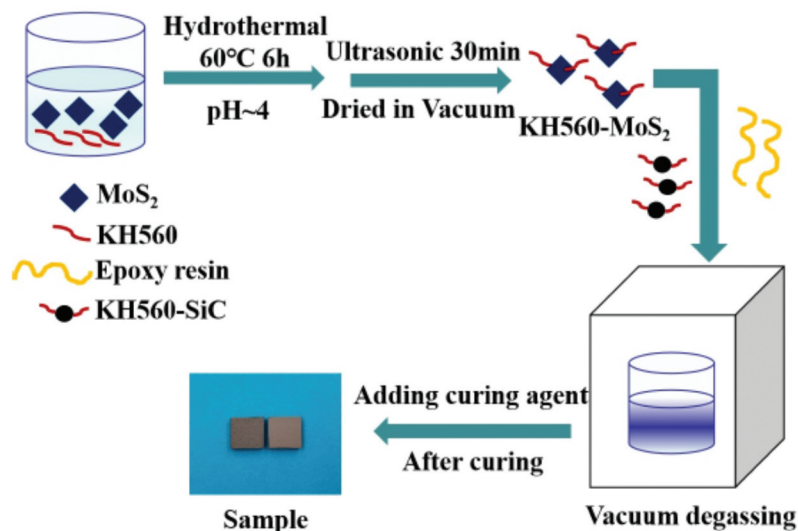 Hydrothermal
60°C 6h
pH~4
Ultrasonic 30min
Dried in Vacuum
KH560-MoS₂
MoS₂
KH560
Epoxy resin
KH560-SiC
Adding curing agent
After curing
Sample
Vacuum degassing